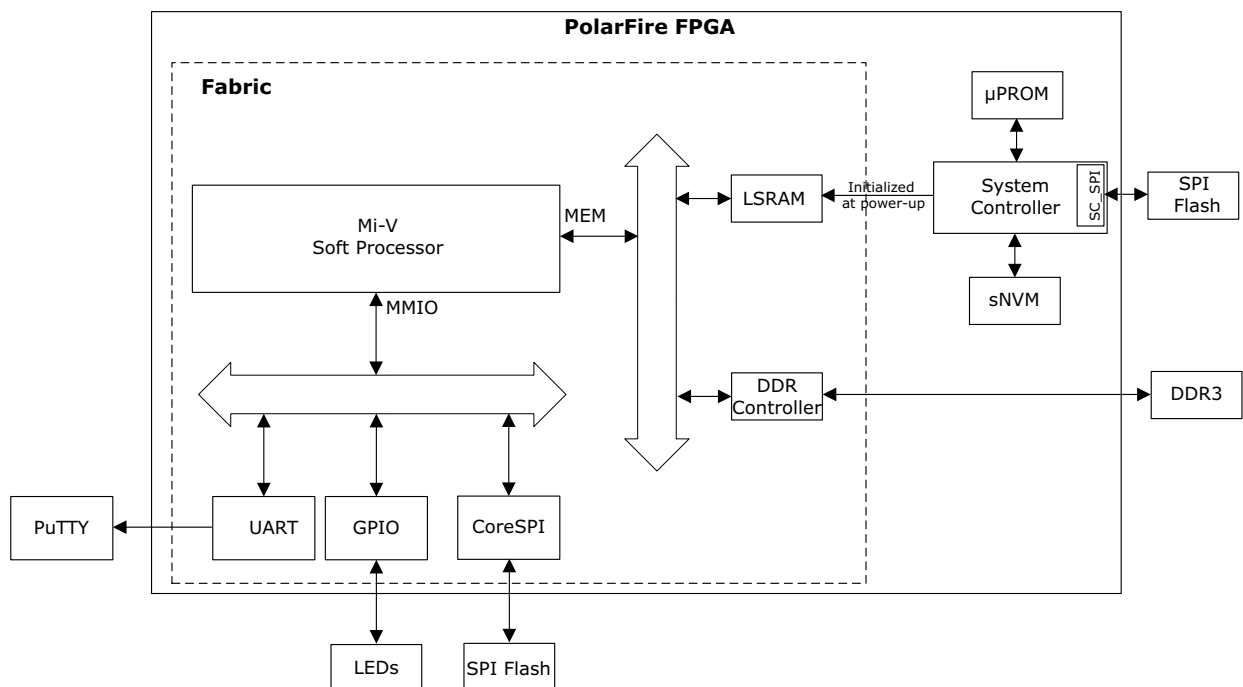 PolarFire FPGA
Fabric
µPROM
LSRAM
Initialized
at power-up
System
Controller
SC_SPI
SPI
Flash
Mi-V
Soft Processor
MEM
sNVM
MMIO
DDR
Controller
DDR3
PuTTY
UART
GPIO
CoreSPI
LEDs
SPI Flash